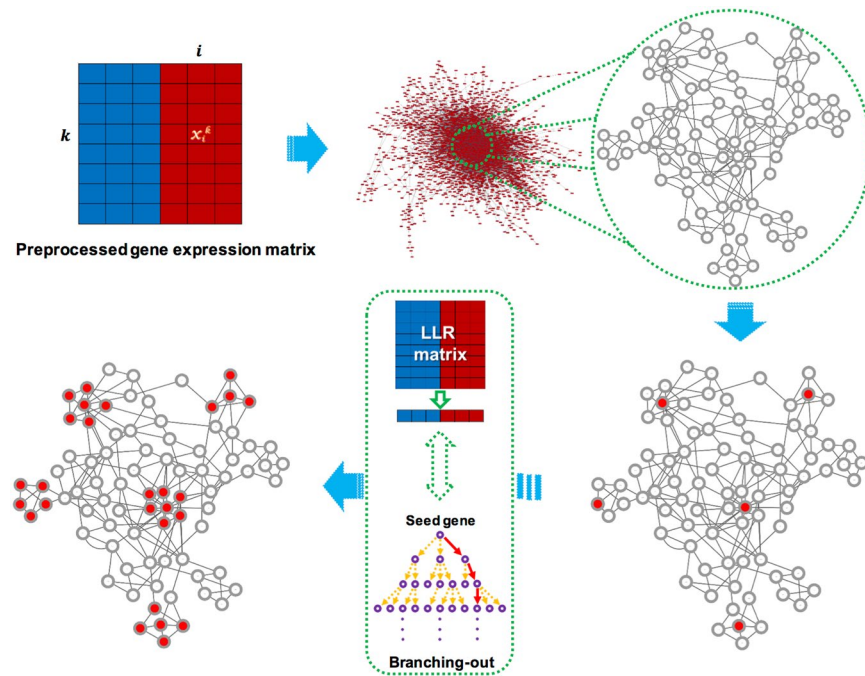 i
k
x_i^k
Preprocessed gene expression matrix
LLR
matrix
Seed gene
Branching-out